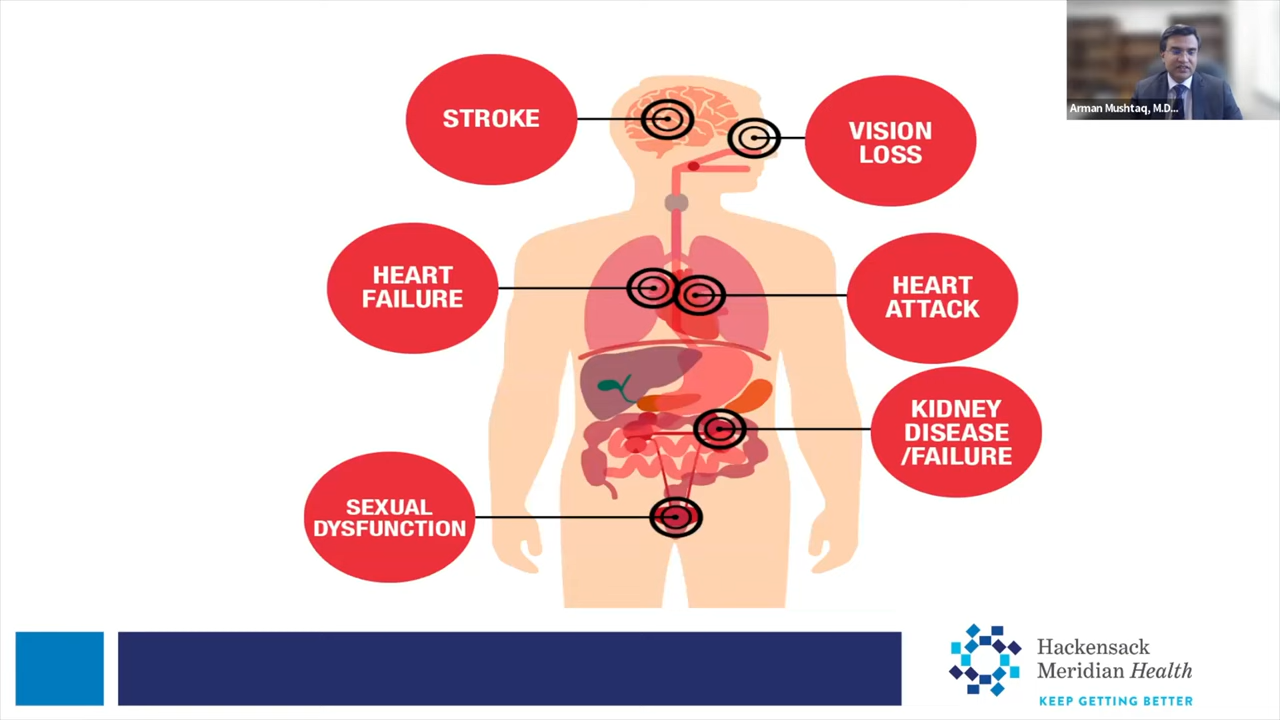 STROKE
VISION
LOSS
Arman Mushtaq, M.D...
HEART
FAILURE
HEART
ATTACK
KIDNEY
DISEASE
/FAILURE
SEXUAL
DYSFUNCTION
Hackensack
Meridian Health
KEEP GETTING BETTER